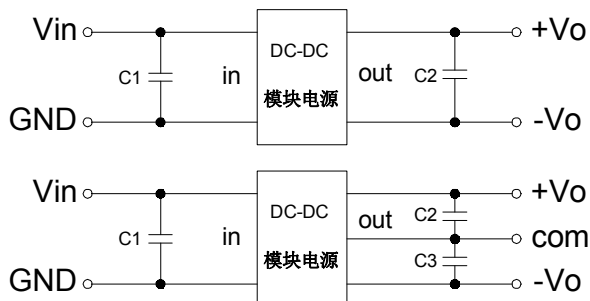 Vin DC-DC +Vo
C1 in 模块电源 out C2
GND -Vo
Vin DC-DC +Vo
C1 in 模块电源 out C2 com
C3
GND -Vo